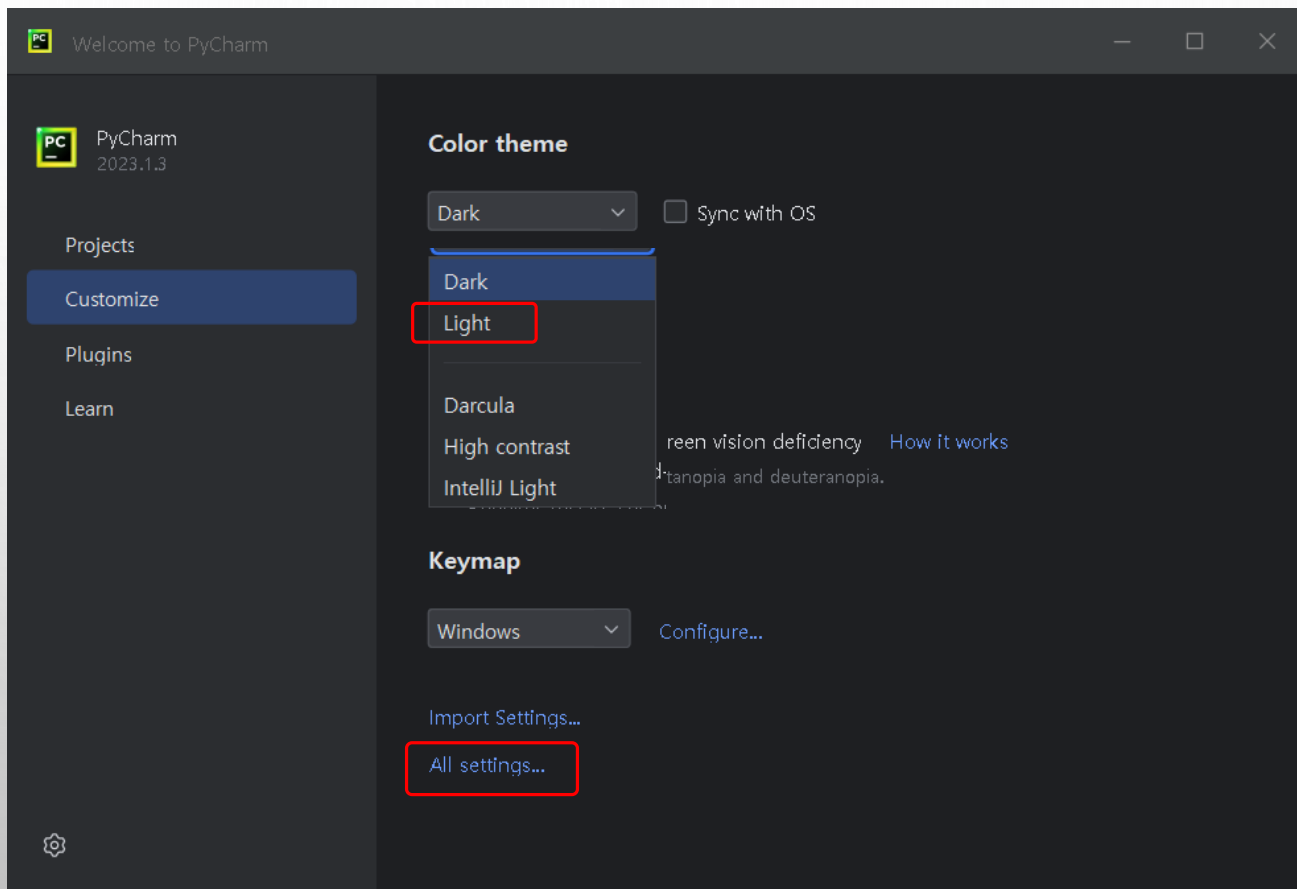 PC
Welcome to PyCharm
PC
PyCharm
2023.1.3
Projects
Customize
Plugins
Learn
Color theme
Dark
Sync with OS
Dark
Light
Darcula
High contrast
IntelliJ Light
reen vision deficiency How it works
tanopia and deuteranopia.
Keymap
Windows
Configure...
Import Settings...
All settings...